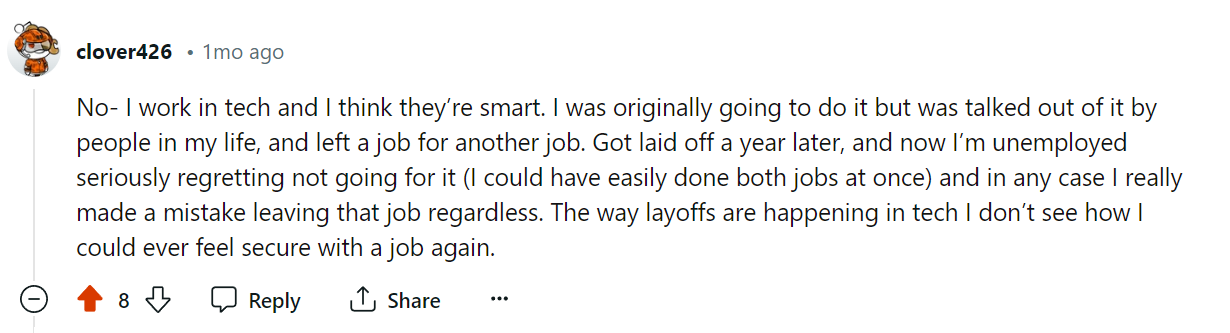 clover426 • 1mo ago
No- I work in tech and I think they’re smart. I was originally going to do it but was talked out of it by
people in my life, and left a job for another job. Got laid off a year later, and now I’m unemployed
seriously regretting not going for it (I could have easily done both jobs at once) and in any case I really
made a mistake leaving that job regardless. The way layoffs are happening in tech I don’t see how I
could ever feel secure with a job again.
8 Reply Share ···